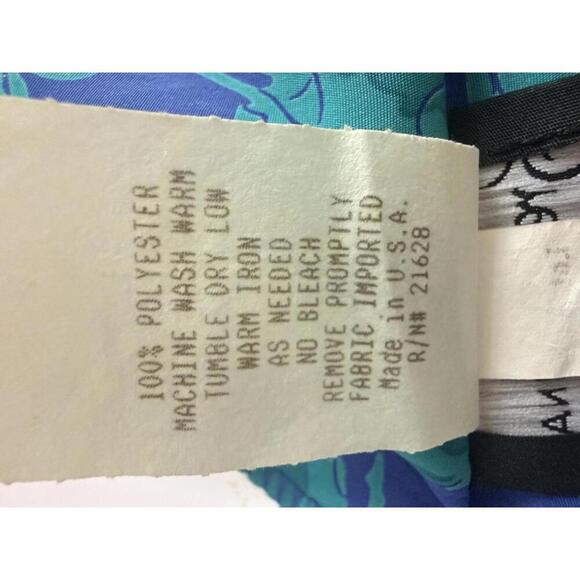 100% POLYESTER
MACHINE WASH WARM
TUMBLE DRY LOW
WARM IRON
AS NEEDED
NO BLEACH
REMOVE PROMPTLY
FABRIC IMPORTED
Made in U.S.A.
R/N# 21628